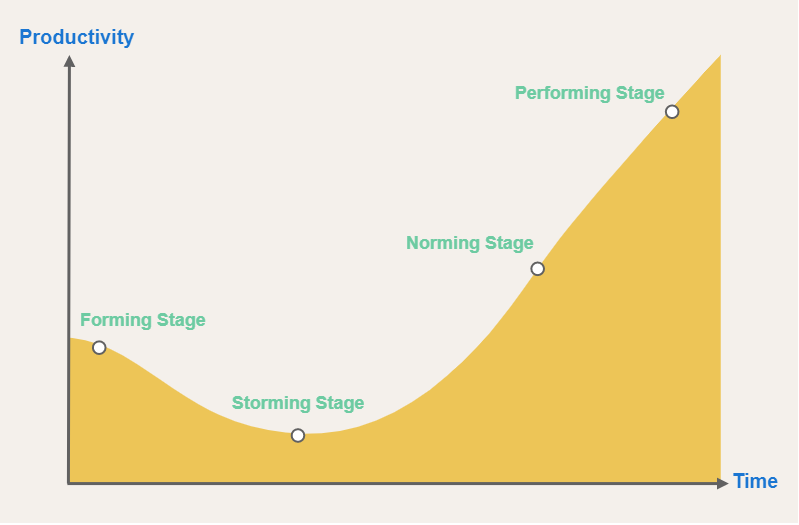 Productivity
Performing Stage
Norming Stage
Forming Stage
Storming Stage
Time